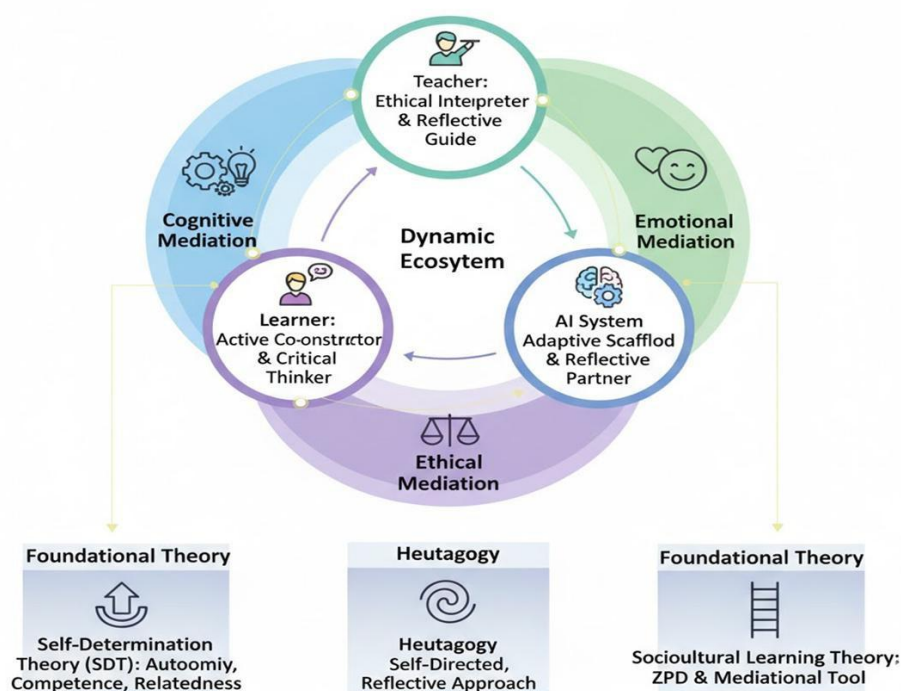 Teacher:
Ethical Interpreter
& Reflective
Guide
Cognitive
Mediation
Emotional
Mediation
Dynamic
Ecosytem
Learner:
Active Co-onstrctor
& Critical
Thinker
AI System
Adaptive Scafflod
& Reflective
Partner
Ethical
Mediation
Foundational Theory
Self-Determination
Theory (SDT): Autoomiy,
Competence, Relatedness
Heutagogy
Heutagogy
Self-Directed,
Reflective Approach
Foundational Theory
Socioultural Learning Theory;
ZPD & Mediational Tool